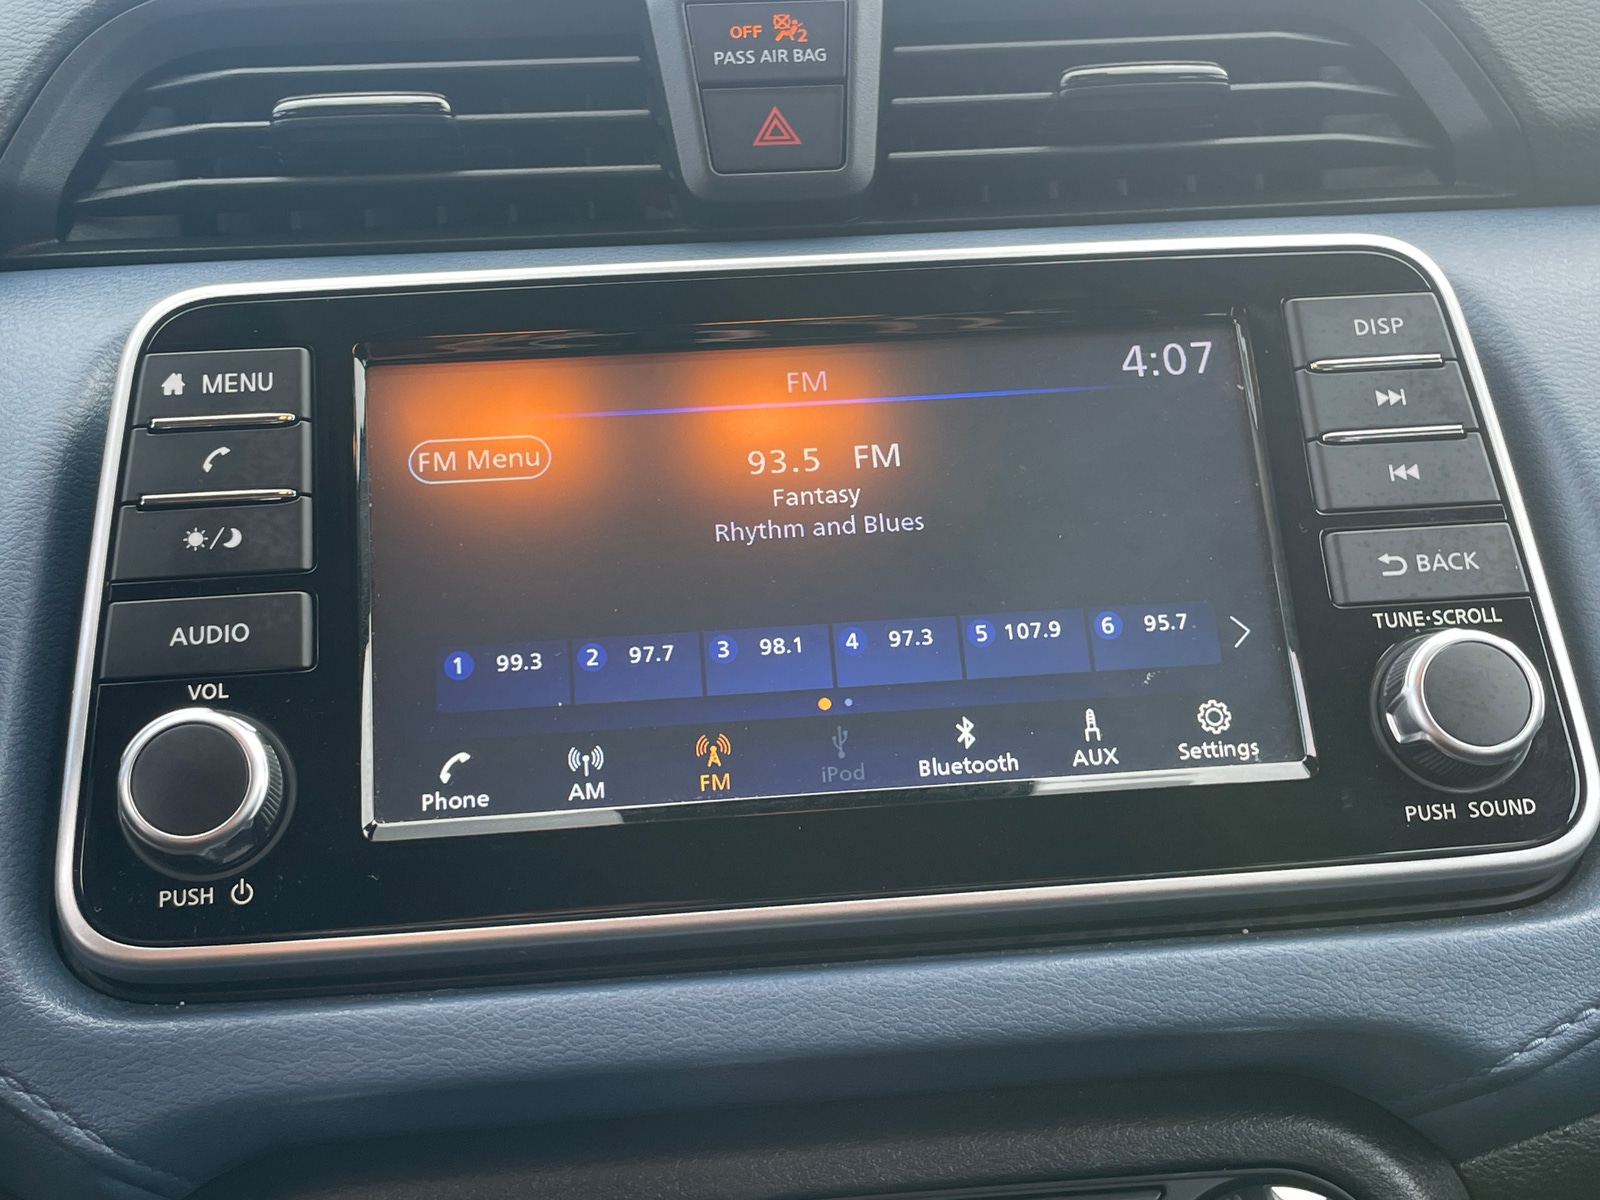 OFF 2
PASS AIR BAG
MENU
AUDIO
VOL
PUSH
FM
4:07
FM Menu
93.5 FM
Fantasy
Rhythm and Blues
1 99.3 2 97.7 3 98.1 4 97.3 5 107.9 6 95.7
Phone AM FM iPod Bluetooth AUX Settings
DISP
BACK
TUNE·SCROLL
PUSH SOUND